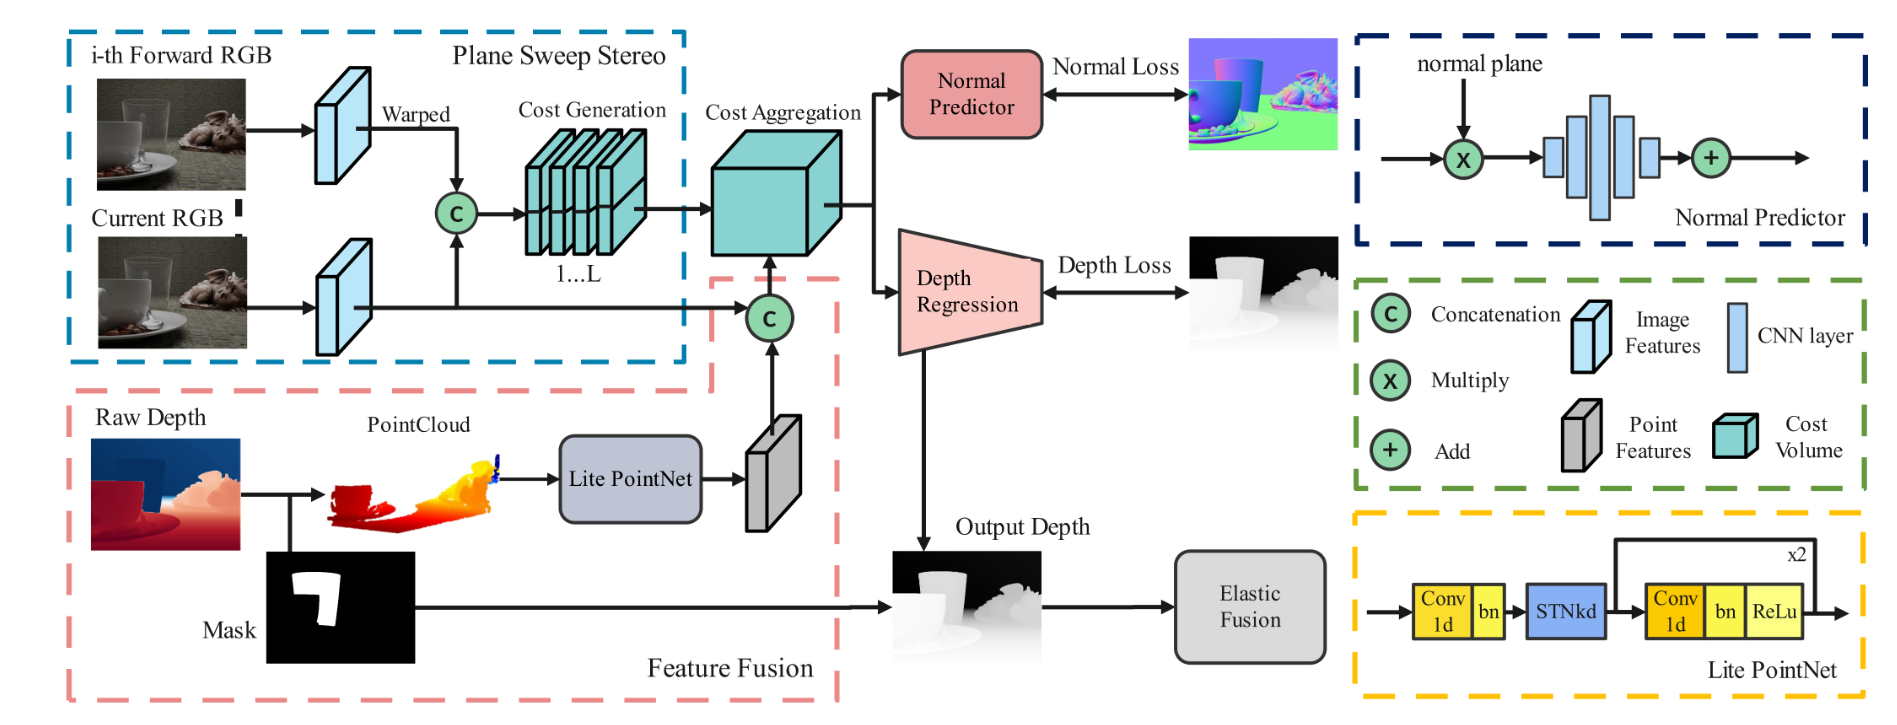 i-th Forward RGB
Plane Sweep Stereo
Warped
Cost Generation
Current RGB
C
1...L
Cost Aggregation
C
Raw Depth
PointCloud
Lite PointNet
Mask
Feature Fusion
Normal
Predictor
Normal Loss
Depth
Regression
Depth Loss
Output Depth
Elastic
Fusion
normal plane
X
+
Normal Predictor
C
Concatenation
Image
Features
CNN layer
X
Multiply
+
Add
Point
Features
Cost
Volume
x2
Conv
1d
bn
STNkd
Conv
1d
bn
ReLu
Lite PointNet